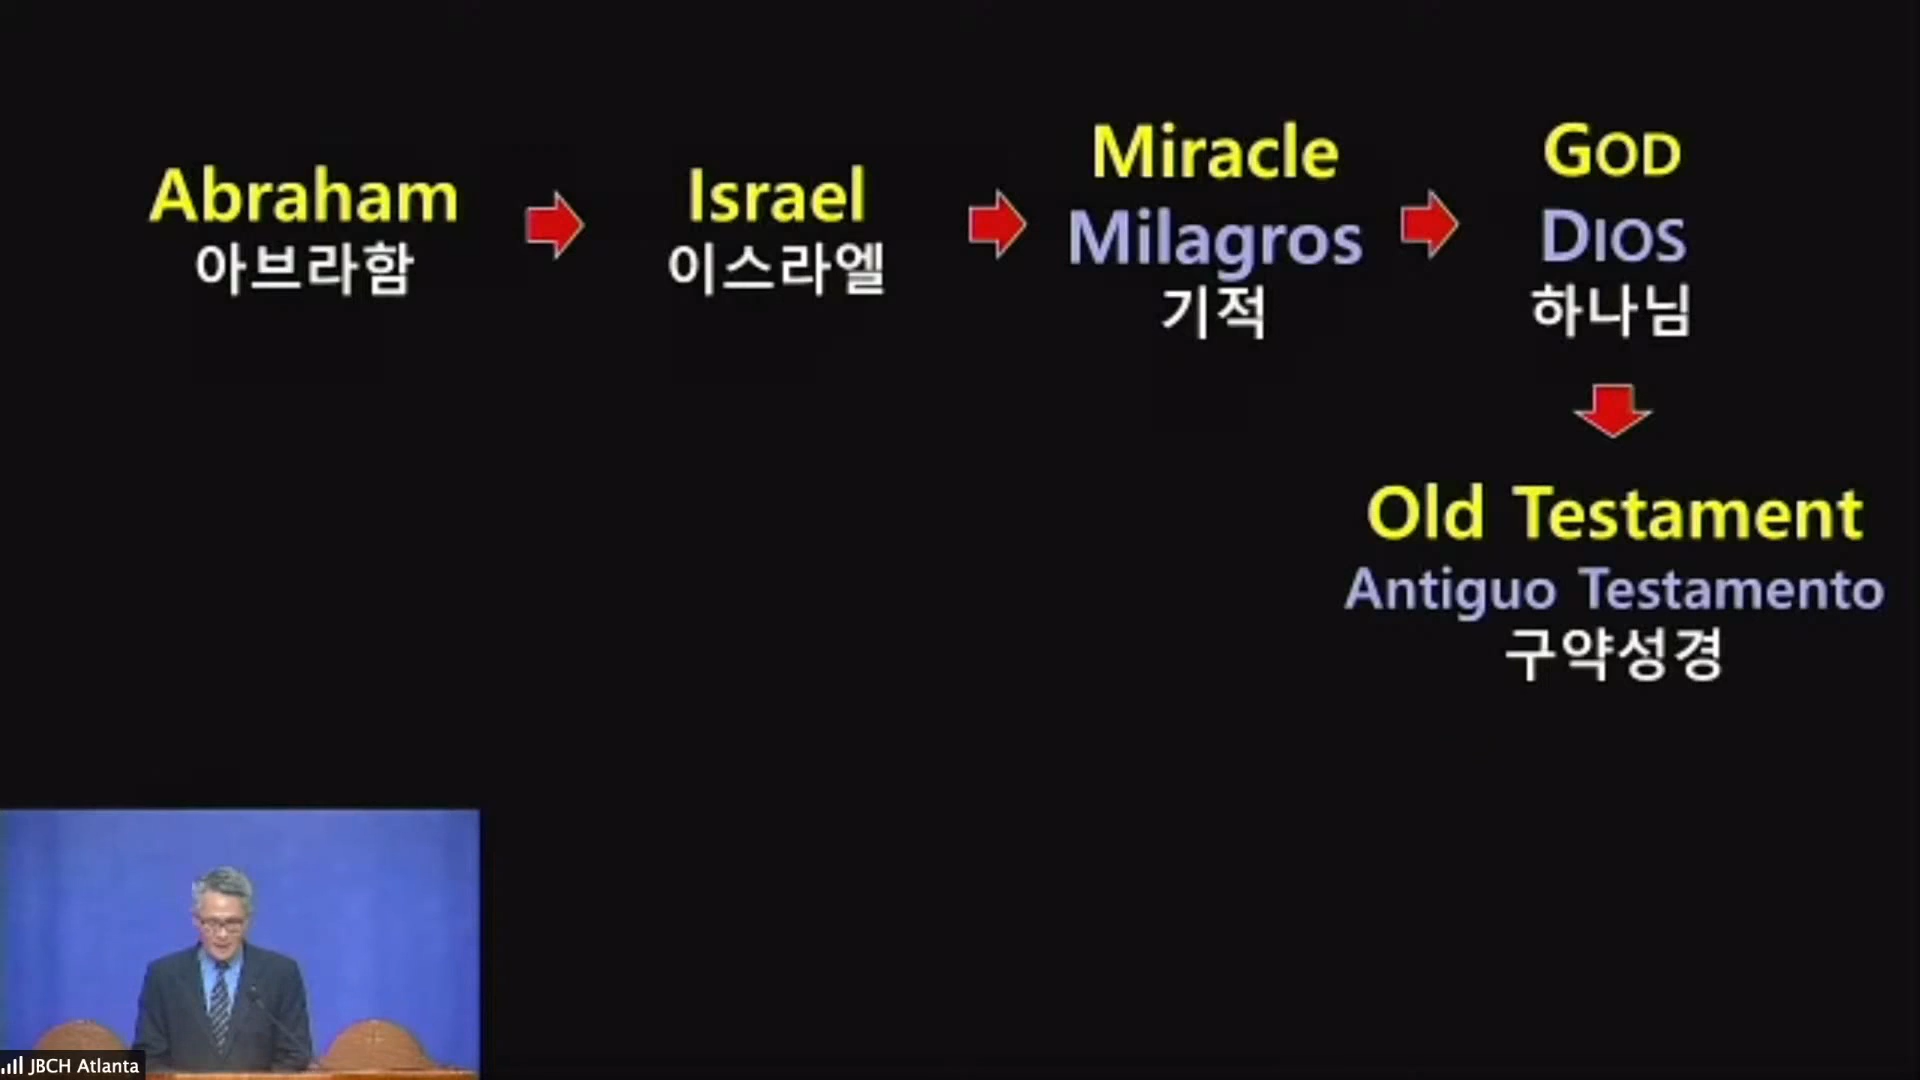 Abraham
아브라함
Israel
이스라엘
Miracle
Milagros
기적
GOD
DIOS
하나님
Old Testament
Antiguo Testamento
구약성경
JBCH Atlanta